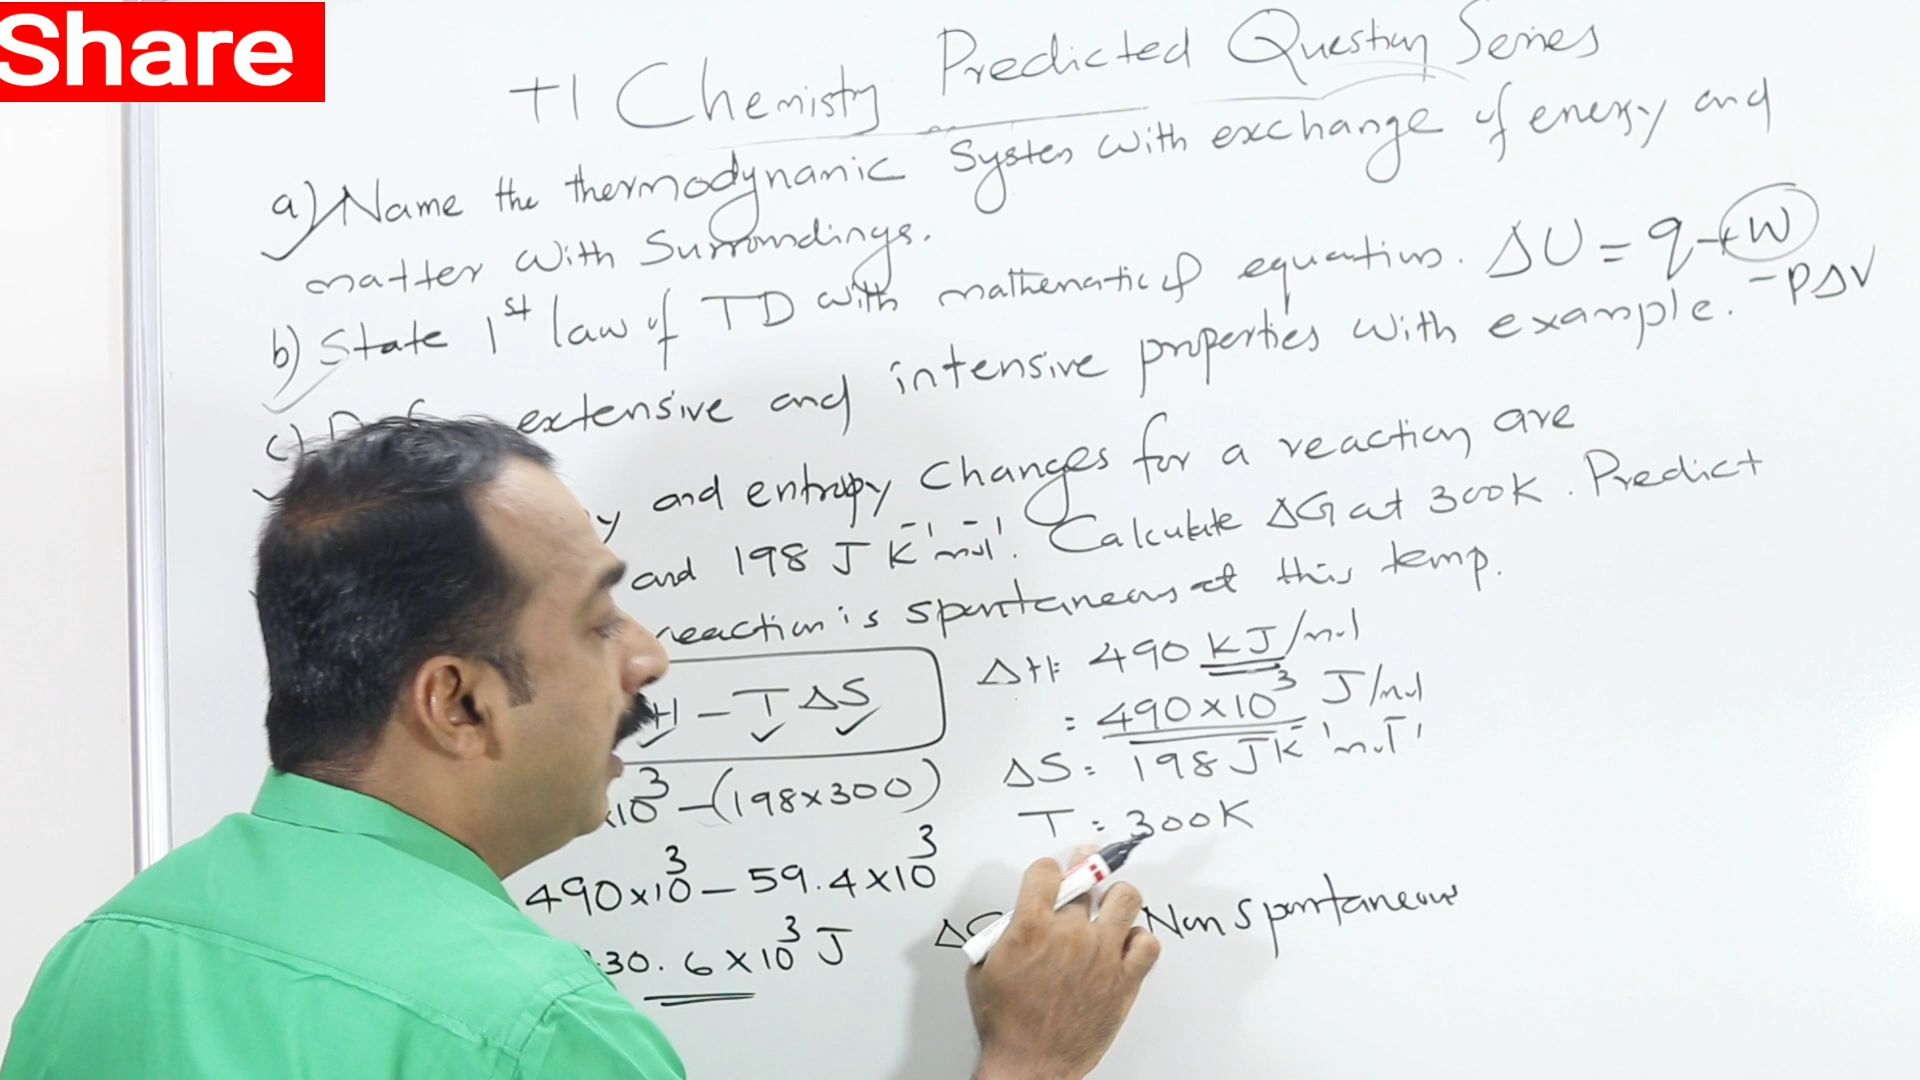 Share
+1 Chemistry Predicted Question Series
a) Name the thermodynamic System with exchange of energy and
matter with Surroundings.
b) State 1st law of TD with mathematical equation. ΔU = q + w
-PΔV
c) extensive and intensive properties with example.
y and entropy changes for a reaction are
and 198 J K⁻¹ mol⁻¹. Calculate ΔG at 300K. Predict
reaction is spontaneous at this temp.
H - TΔS
×10³ - (198×300)
490×10³ - 59.4×10³
30.6×10³ J
ΔH = 490 KJ/mol
= 490×10³ J/mol
ΔS = 198 JK⁻¹mol⁻¹
T = 300K
Non Spontaneous